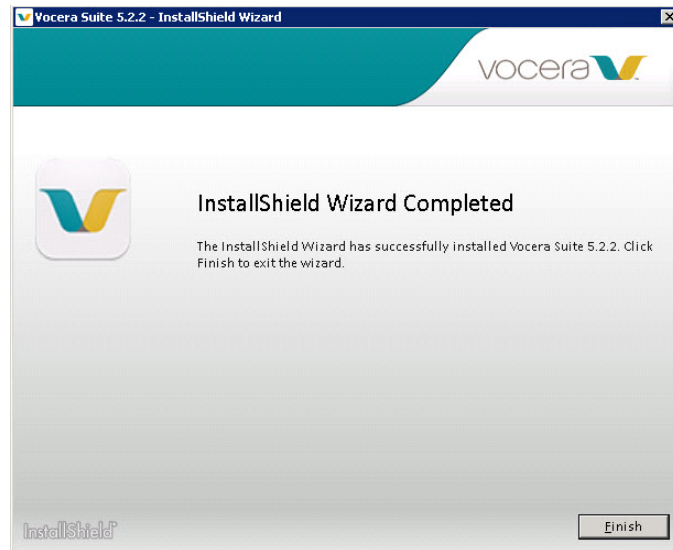 Vocera Suite 5.2.2 - InstallShield Wizard
vocera
InstallShield Wizard Completed
The InstallShield Wizard has successfully installed Vocera Suite 5.2.2. Click
Finish to exit the wizard.
InstallShield
Finish